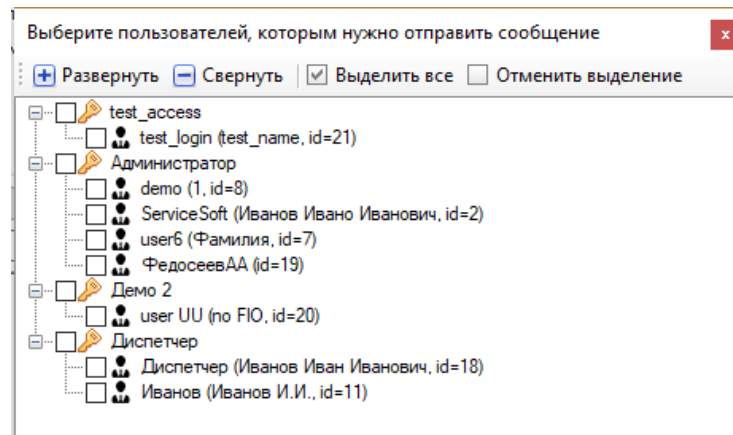 Выберите пользователей, которым нужно отправить сообщение
x
Развернуть Свернуть Выделить все Отменить выделение
test_access
test_login (test_name, id=21)
Администратор
demo (1, id=8)
ServiceSoft (Иванов Ивано Иванович, id=2)
user6 (Фамилия, id=7)
ФедосеевАА (id=19)
Демо 2
user UU (no FIO, id=20)
Диспетчер
Диспетчер (Иванов Иван Иванович, id=18)
Иванов (Иванов И.И., id=11)